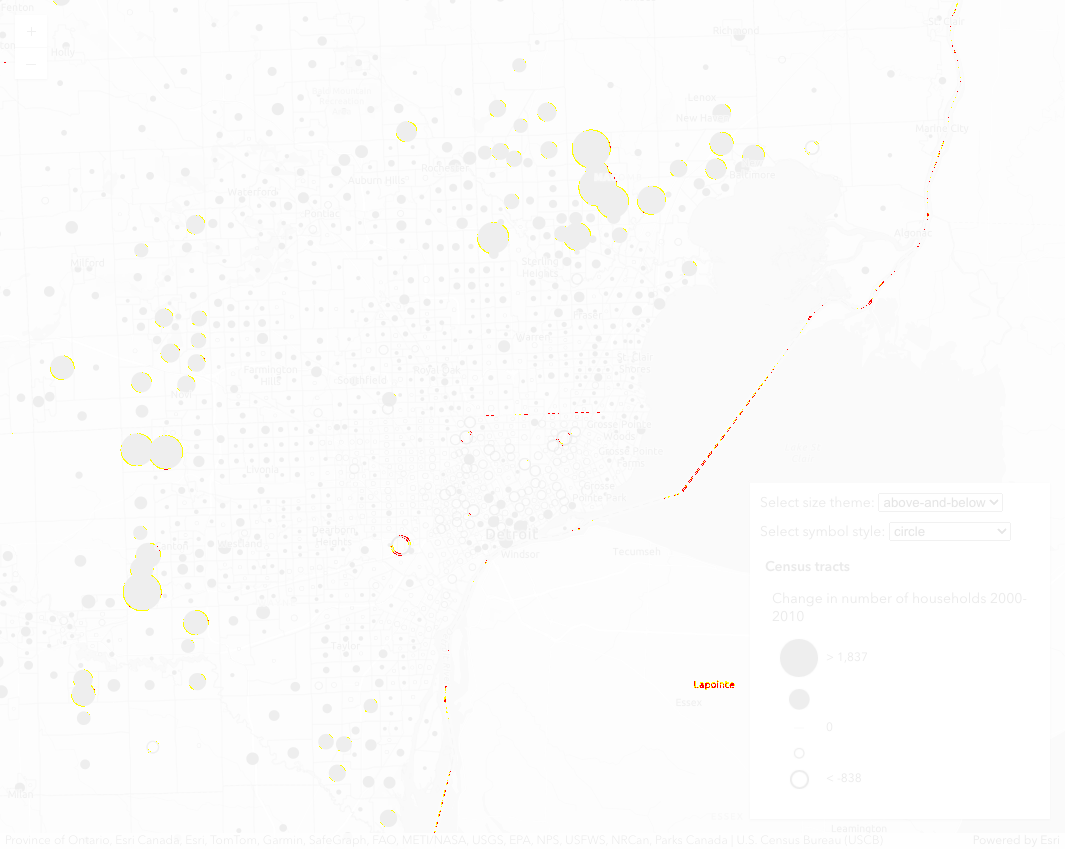 Fenton
+
−
Holly
Richmond
Lenox
New Haven
Marine City
Rochester
Auburn Hills
Waterford
Pontiac
Algonac
Milford
Sterling
Heights
Fraser
Warren
Shores
Farmington
Hills
Southfield
Royal Oak
Novi
Grosse Pointe
Woods
Grosse Pointe
Farms
Livonia
Grosse
Pointe Park
Dearborn
Heights
Detroit
Windsor
Tecumseh
Westland
Taylor
Lapointe
Essex
Milan
Leamington
Select size theme: above-and-below
Select symbol style: circle
Census tracts
Change in number of households 2000-
2010
> 1,837
0
< -838
Province of Ontario, Esri Canada, Esri, TomTom, Garmin, SafeGraph, FAO, METI/NASA, USGS, EPA, NPS, USFWS, NRCan, Parks Canada | U.S. Census Bureau (USCB)
Powered by Esri